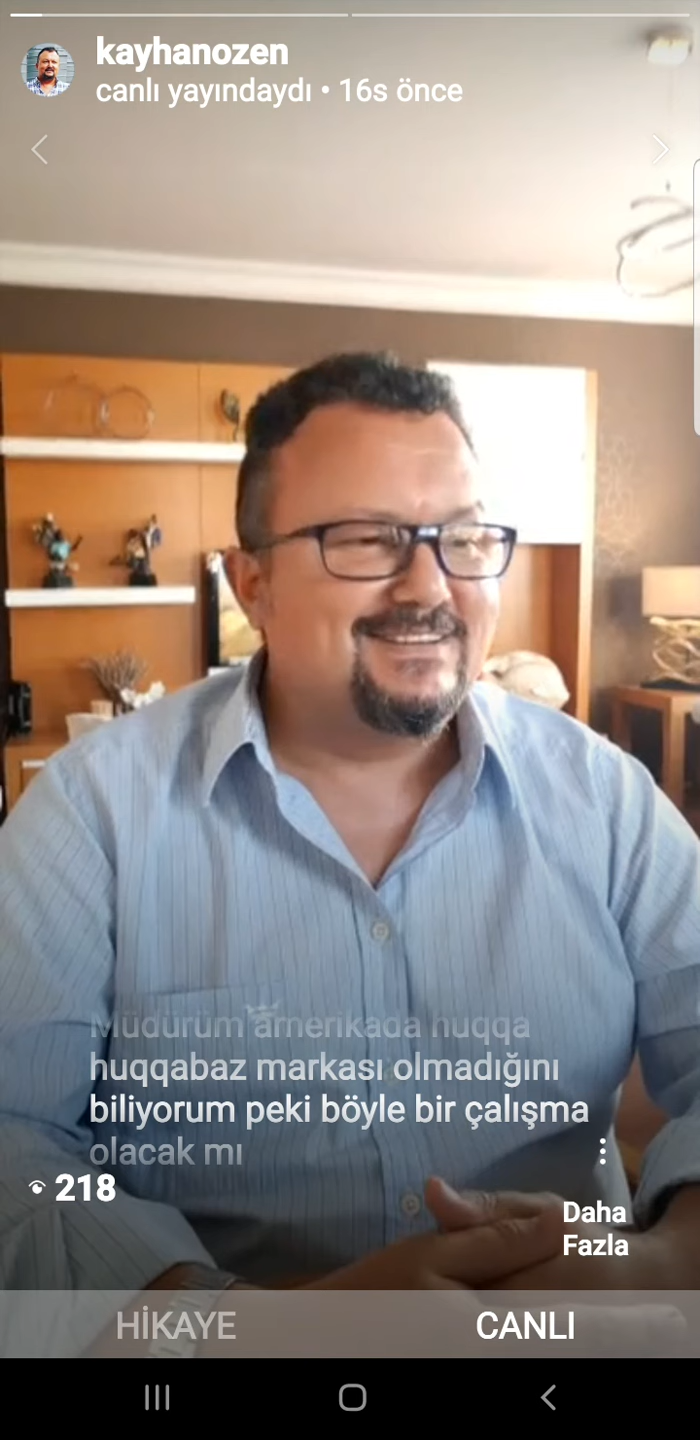 kayhanozen
canlı yayındaydı • 16s önce
Müdürüm amerikada huqqa
huqqabaz markası olmadığını
biliyorum peki böyle bir çalışma
olacak mı
218
Daha
Fazla
HİKAYE
CANLI